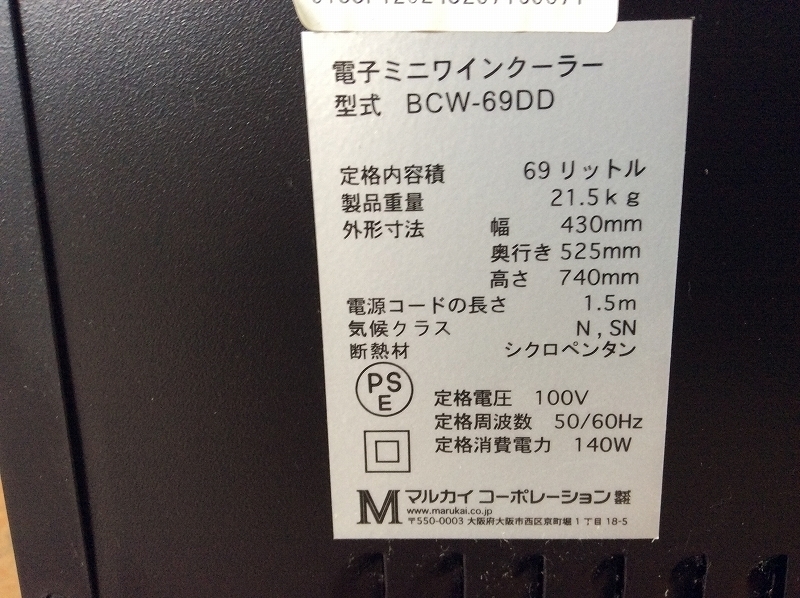 電子ミニワインクーラー
型式 BCW-69DD
定格内容積 69 リットル
製品重量 21.5kg
外形寸法 幅 430mm
奥行き 525mm
高さ 740mm
電源コードの長さ 1.5m
気候クラス N , SN
断熱材 シクロペンタン
PS
E
定格電圧 100V
定格周波数 50/60Hz
定格消費電力 140W
M マルカイ コーポレーション 株式会社
www.marukai.co.jp
〒550-0003 大阪府大阪市西区京町堀1丁目18-5